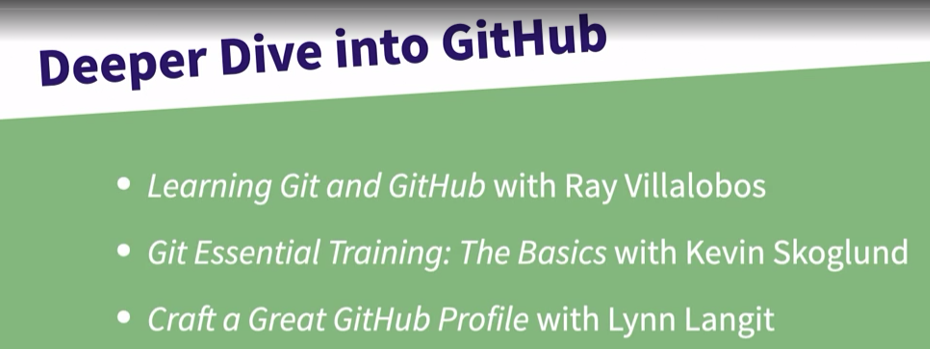 Deeper Dive into GitHub
• Learning Git and GitHub with Ray Villalobos
• Git Essential Training: The Basics with Kevin Skoglund
• Craft a Great GitHub Profile with Lynn Langit